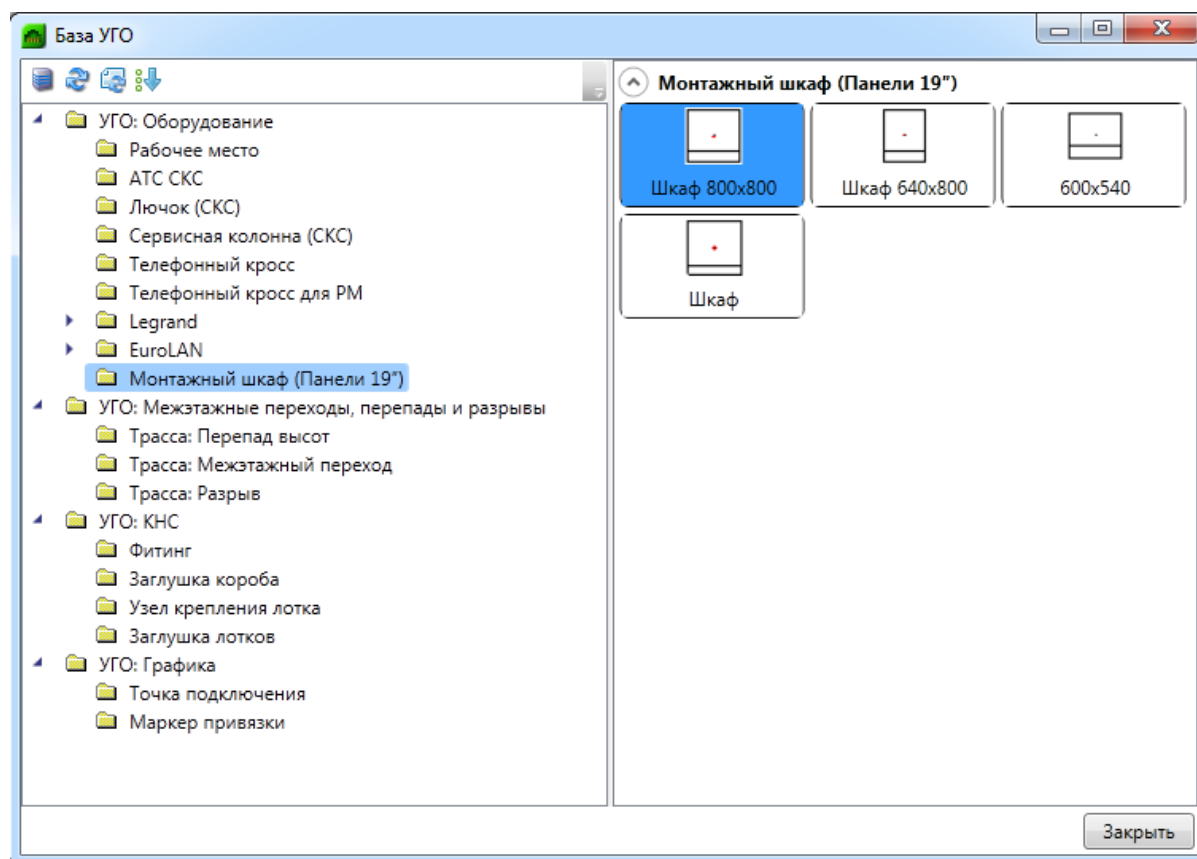 База УГО
УГО: Оборудование
Рабочее место
АТС СКС
Лючок (СКС)
Сервисная колонна (СКС)
Телефонный кросс
Телефонный кросс для РМ
Legrand
EuroLAN
Монтажный шкаф (Панели 19")
УГО: Межэтажные переходы, перепады и разрывы
Трасса: Перепад высот
Трасса: Межэтажный переход
Трасса: Разрыв
УГО: КНС
Фитинг
Заглушка короба
Узел крепления лотка
Заглушка лотков
УГО: Графика
Точка подключения
Маркер привязки
Монтажный шкаф (Панели 19")
Шкаф 800x800
Шкаф 640x800
600x540
Шкаф
Закрыть